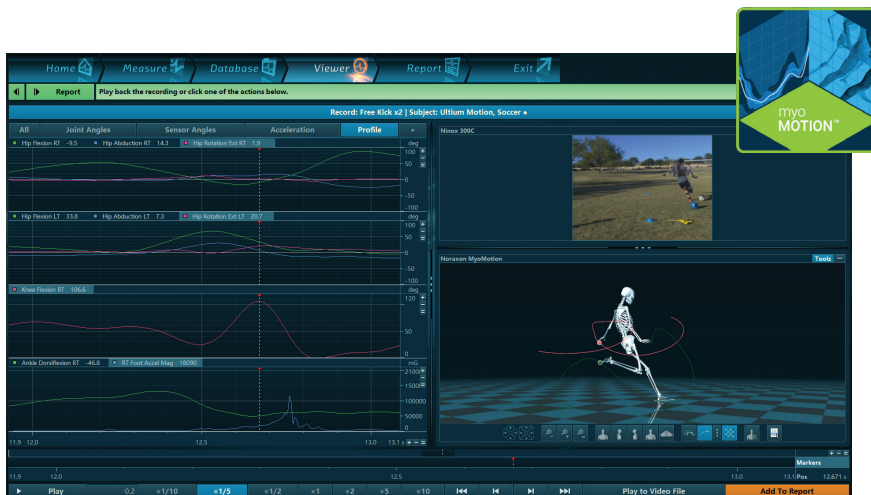 myo
MOTION™
Home Measure Database Viewer Report Exit
Report Play back the recording or click one of the actions below.
Record: Free Kick x2 | Subject: Ultium Motion, Soccer
All Joint Angles Sensor Angles Acceleration Profile +
Ninox 300C
Hip Flexion RT -9.5 Hip Abduction RT 14.3 Hip Rotation Ext RT 1.9 deg
100
50
0
-50
-100
Hip Flexion LT 33.8 Hip Abduction LT 7.3 Hip Rotation Ext LT 20.7 deg
100
50
0
-50
-100
Noraxon MyoMotion Tools
Knee Flexion RT 106.6 deg
120
50
0
Ankle Dorsiflexion RT -46.8 RT Foot Accel Mag 18090 mG
150000
100000
50000
0
11.9 12.0 12.5 13.0 13.1 s
Markers
11.9 12.0 12.5 13.0 13.1 Pos 12.671 s
Play 0.2 ×1/10 ×1/5 ×1/2 ×1 ×2 ×5 ×10 Play to Video File Add To Report